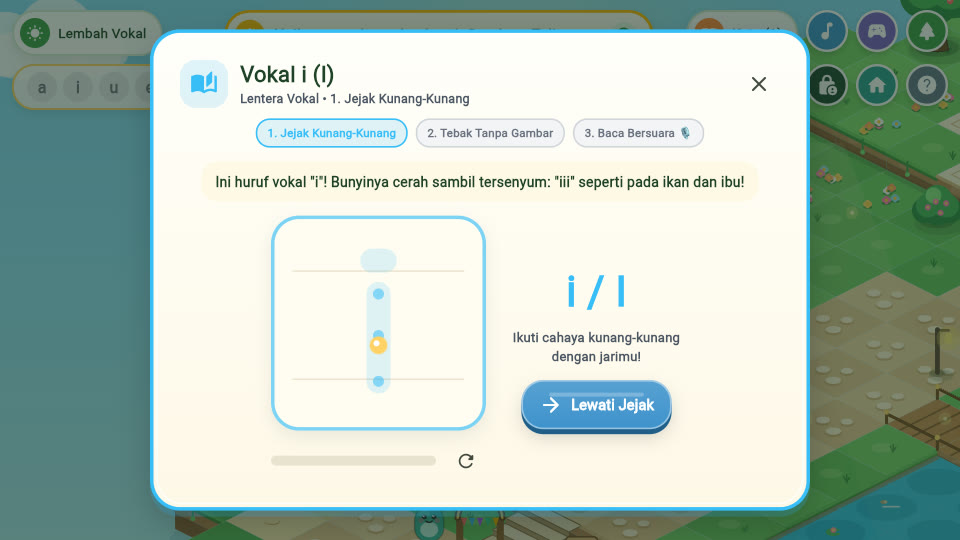 Lembah Vokal
a i u e
Vokal i (I)
Lentera Vokal • 1. Jejak Kunang-Kunang
1. Jejak Kunang-Kunang
2. Tebak Tanpa Gambar
3. Baca Bersuara
Ini huruf vokal "i"! Bunyinya cerah sambil tersenyum: "iii" seperti pada ikan dan ibu!
i / I
Ikuti cahaya kunang-kunang
dengan jarimu!
Lewati Jejak